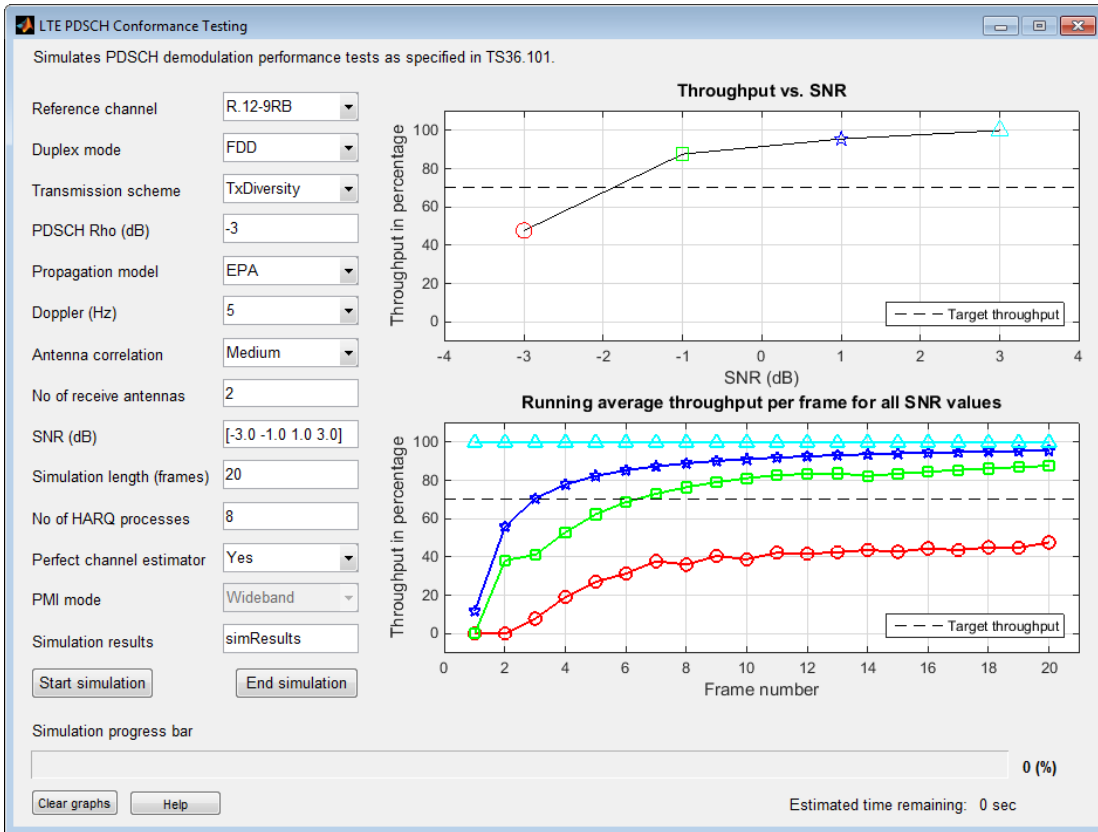 LTE PDSCH Conformance Testing
Simulates PDSCH demodulation performance tests as specified in TS36.101.
Reference channel R.12-9RB
Duplex mode FDD
Transmission scheme TxDiversity
PDSCH Rho (dB) -3
Propagation model EPA
Doppler (Hz) 5
Antenna correlation Medium
No of receive antennas 2
SNR (dB) [-3.0 -1.0 1.0 3.0]
Simulation length (frames) 20
No of HARQ processes 8
Perfect channel estimator Yes
PMI mode Wideband
Simulation results simResults
Start simulation End simulation
Throughput vs. SNR
Throughput in percentage
100
80
60
40
20
0
Target throughput
-4 -3 -2 -1 0 1 2 3 4
SNR (dB)
Running average throughput per frame for all SNR values
Throughput in percentage
100
80
60
40
20
0
Target throughput
0 2 4 6 8 10 12 14 16 18 20
Frame number
Simulation progress bar
0 (%)
Clear graphs Help
Estimated time remaining: 0 sec